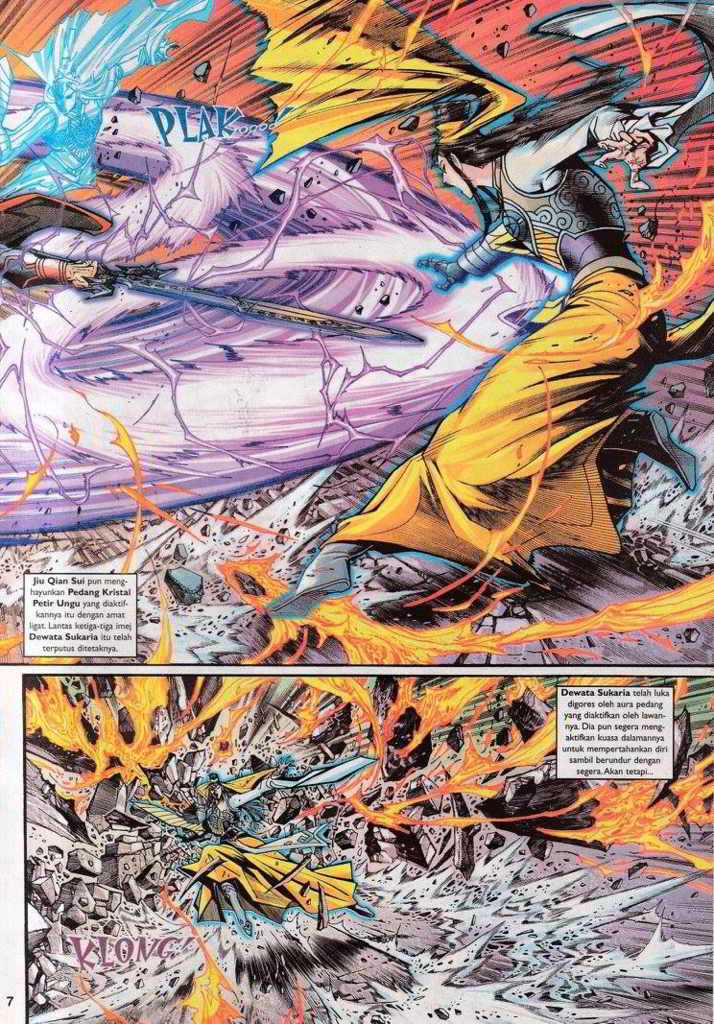 PLAK.....!
Jiu Qian Sui pun meng-
hayunkan Pedang Kristal
Petir Ungu yang diaktif-
kannya itu dengan amat
ligat. Lantas ketiga-tiga imej
Dewata Sukaria itu telah
terputus ditetaknya.
Dewata Sukaria telah luka
digores oleh aura pedang
yang diaktifkan oleh lawan-
nya. Dia pun segera meng-
aktifkan kuasa dalamannya
untuk mempertahankan diri
sambil berundur dengan
segera. Akan tetapi...
KLONG!
7